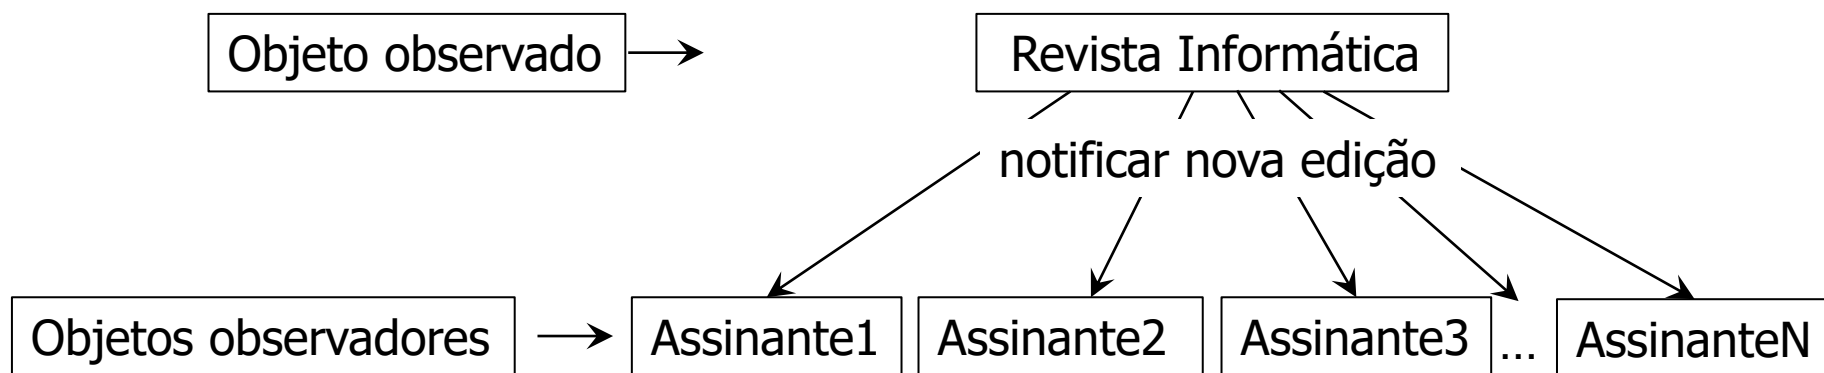 Objeto observado
Revista Informática
notificar nova edição
Objetos observadores
Assinante1
Assinante2
Assinante3
...
AssinanteN